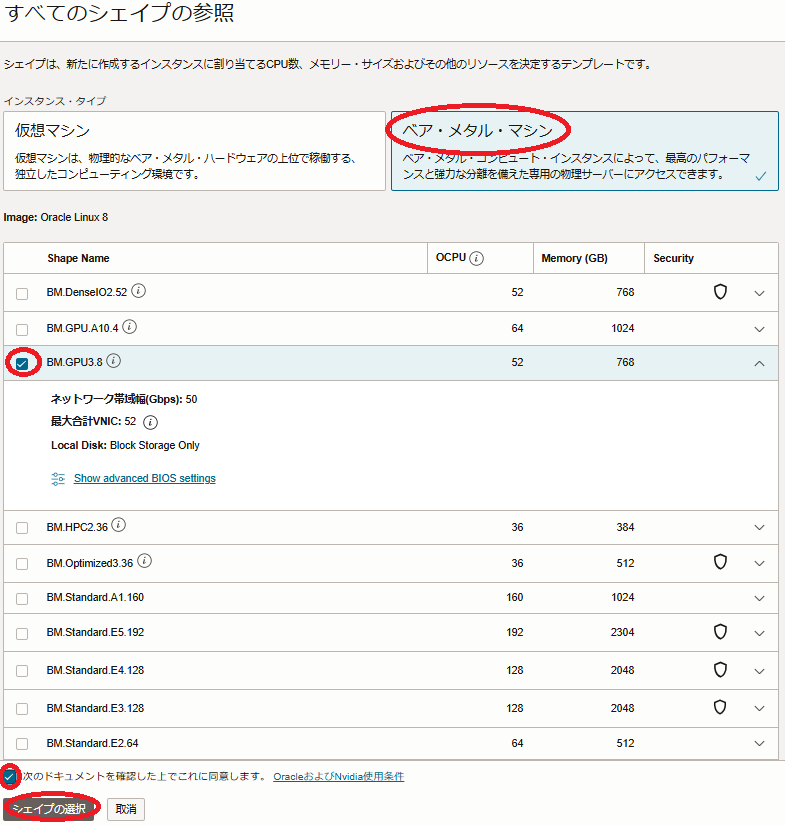 すべてのシェイプの参照
シェイプは、新たに作成するインスタンスに割り当てるCPU数、メモリー・サイズおよびその他のリソースを決定するテンプレートです。
インスタンス・タイプ
仮想マシン
仮想マシンは、物理的なベア・メタル・ハードウェアの上位で稼働する、
独立したコンピューティング環境です。
ベア・メタル・マシン
ベア・メタル・コンピュート・インスタンスによって、最高のパフォーマ
ンスと強力な分離を備えた専用の物理サーバーにアクセスできます。
Image: Oracle Linux 8
Shape Name OCPU Memory (GB) Security
BM.DenseIO2.52 52 768
BM.GPU.A10.4 64 1024
BM.GPU3.8 52 768
ネットワーク帯域幅(Gbps): 50
最大合計VNIC: 52
Local Disk: Block Storage Only
Show advanced BIOS settings
BM.HPC2.36 36 384
BM.Optimized3.36 36 512
BM.Standard.A1.160 160 1024
BM.Standard.E5.192 192 2304
BM.Standard.E4.128 128 2048
BM.Standard.E3.128 128 2048
BM.Standard.E2.64 64 512
次のドキュメントを確認した上でこれに同意します。 OracleおよびNvidia使用条件
シェイプの選択 取消